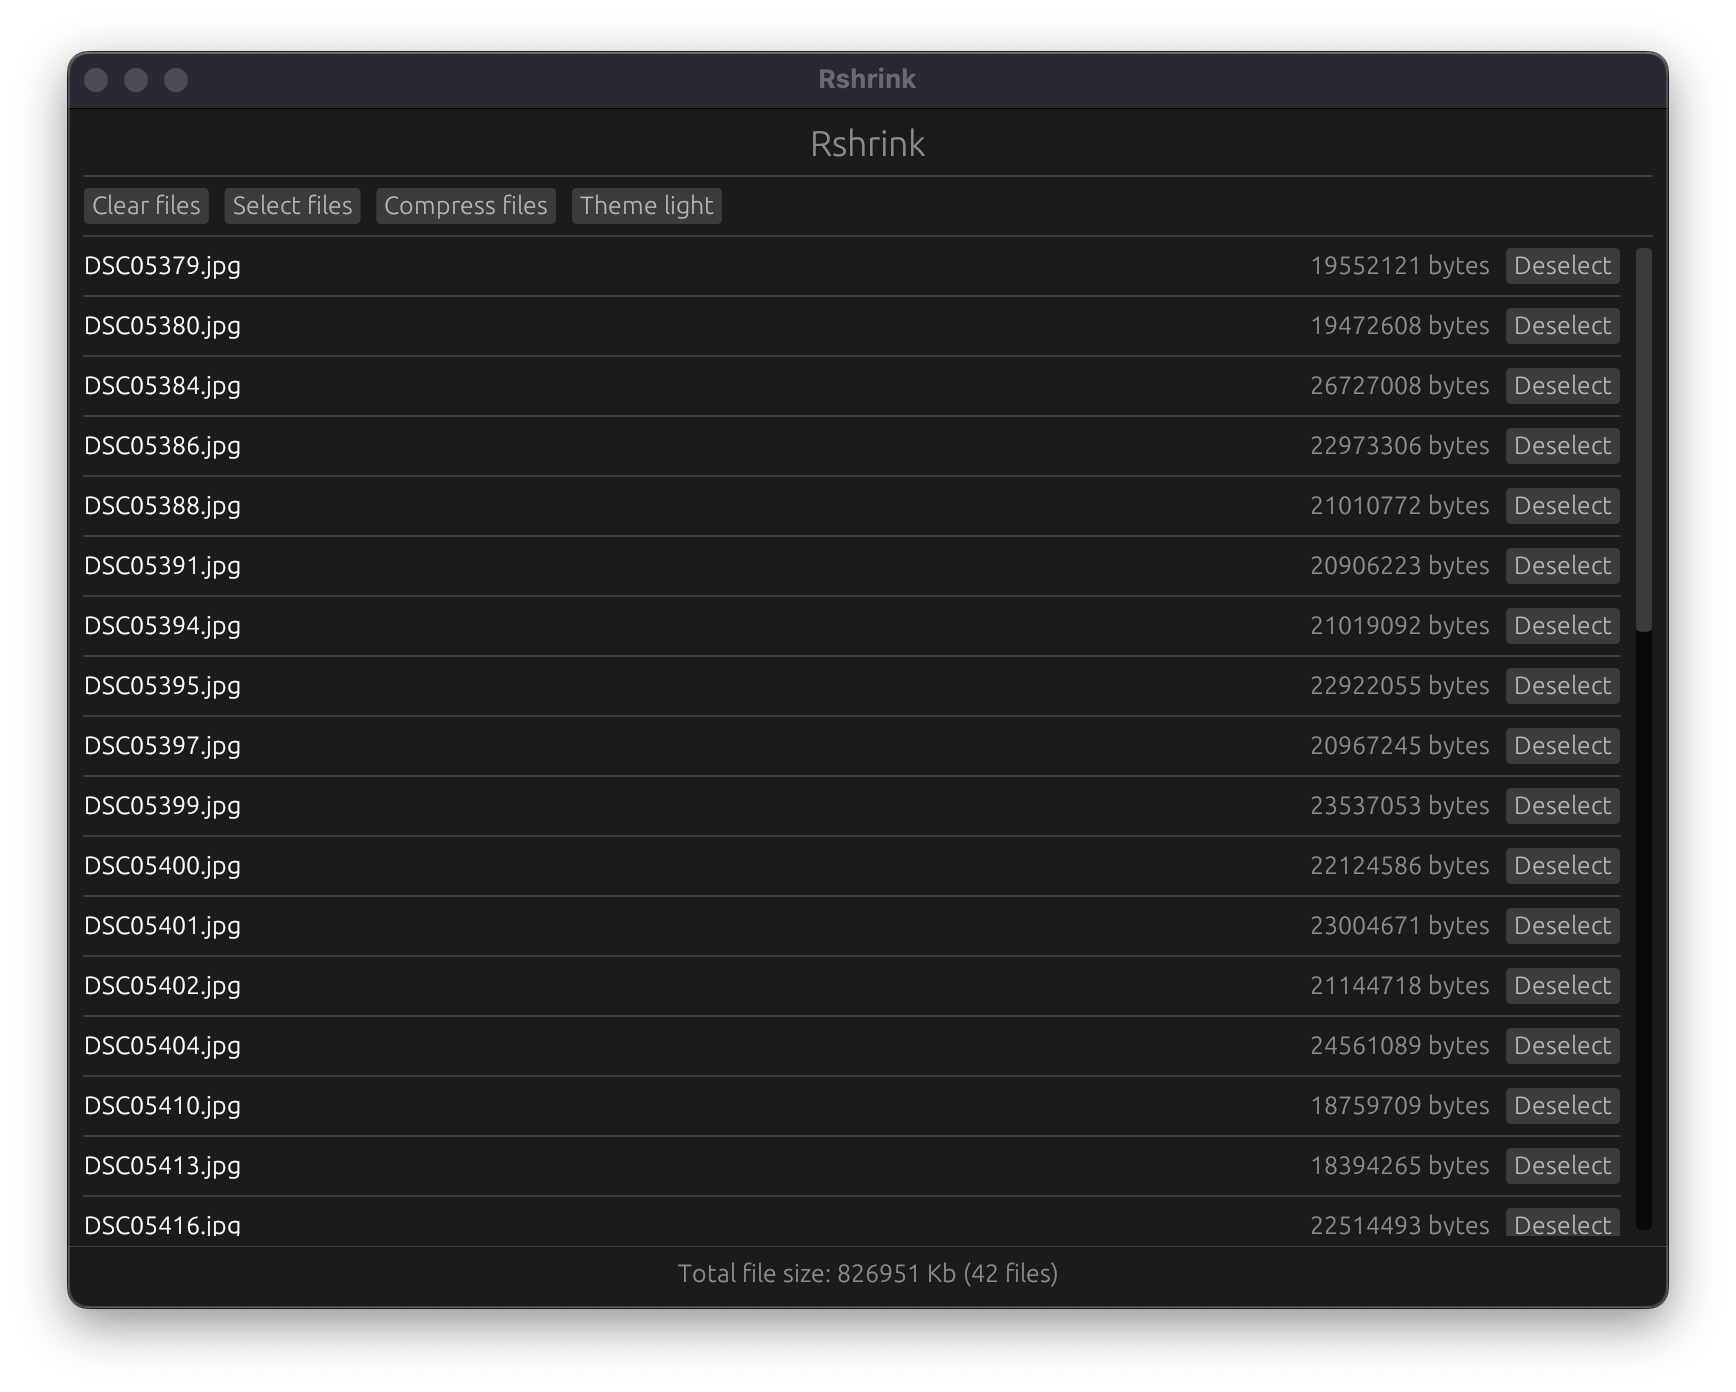 Rshrink
Rshrink
Clear files Select files Compress files Theme light
DSC05379.jpg 19552121 bytes Deselect
DSC05380.jpg 19472608 bytes Deselect
DSC05384.jpg 26727008 bytes Deselect
DSC05386.jpg 22973306 bytes Deselect
DSC05388.jpg 21010772 bytes Deselect
DSC05391.jpg 20906223 bytes Deselect
DSC05394.jpg 21019092 bytes Deselect
DSC05395.jpg 22922055 bytes Deselect
DSC05397.jpg 20967245 bytes Deselect
DSC05399.jpg 23537053 bytes Deselect
DSC05400.jpg 22124586 bytes Deselect
DSC05401.jpg 23004671 bytes Deselect
DSC05402.jpg 21144718 bytes Deselect
DSC05404.jpg 24561089 bytes Deselect
DSC05410.jpg 18759709 bytes Deselect
DSC05413.jpg 18394265 bytes Deselect
DSC05416.jpg 22514493 bytes Deselect
Total file size: 826951 Kb (42 files)